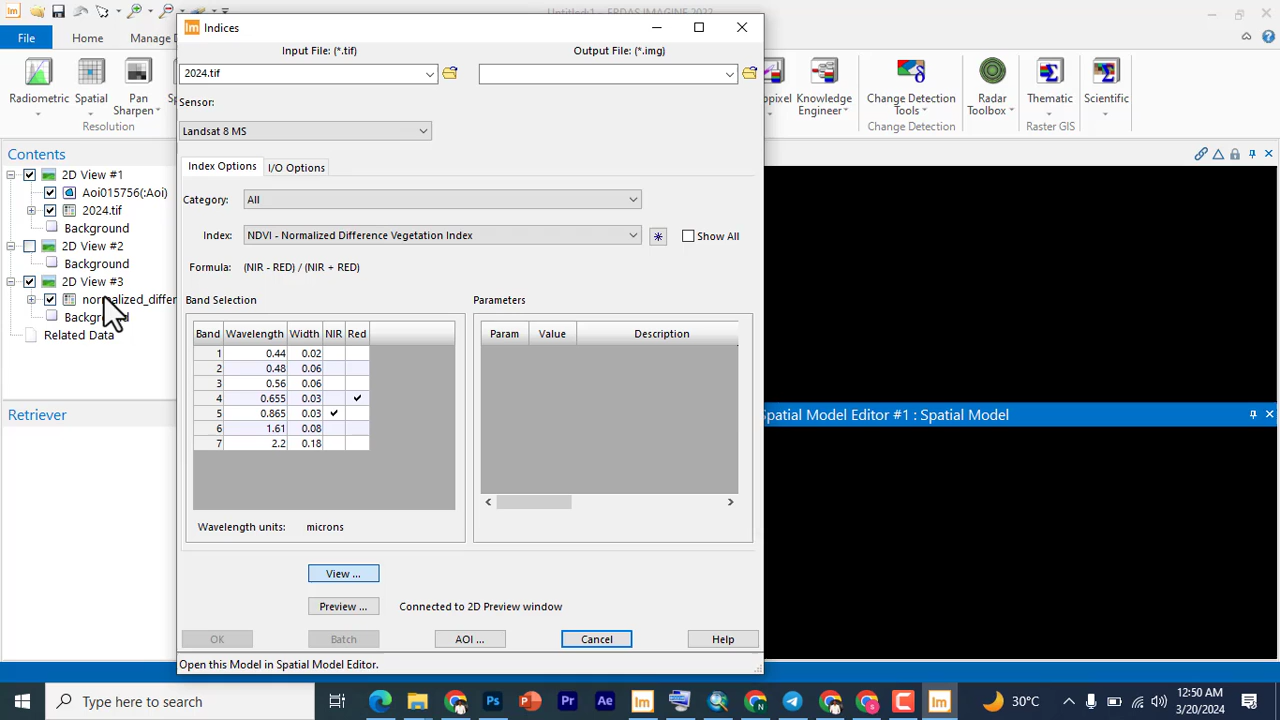 Untitled:1 - ERDAS IMAGINE 2022
Indices
File
Home
Manage Da
Input File: (*.tif)
Output File: (*.img)
2024.tif
Sensor:
Landsat 8 MS
Radiometric
Spatial
Pan
Sharpen
Resolution
Knowledge
Engineer
Change Detection
Tools
Change Detection
Radar
Toolbox
Thematic
Scientific
Raster GIS
Contents
2D View #1
Aoi015756(:Aoi)
2024.tif
Background
2D View #2
Background
2D View #3
normalized_differ
Background
Related Data
Retriever
Index Options
I/O Options
Category:
All
Index:
NDVI - Normalized Difference Vegetation Index
Show All
Formula:
(NIR - RED) / (NIR + RED)
Band Selection
Parameters
Band Wavelength Width NIR Red
1 0.44 0.02
2 0.48 0.06
3 0.56 0.06
4 0.655 0.03 ✓
5 0.865 0.03 ✓
6 1.61 0.08
7 2.2 0.18
Param Value Description
Wavelength units: microns
View ...
Preview ...
Connected to 2D Preview window
OK
Batch
AOI ...
Cancel
Help
Open this Model in Spatial Model Editor.
Spatial Model Editor #1 : Spatial Model
Type here to search
30°C
12:50 AM
3/20/2024